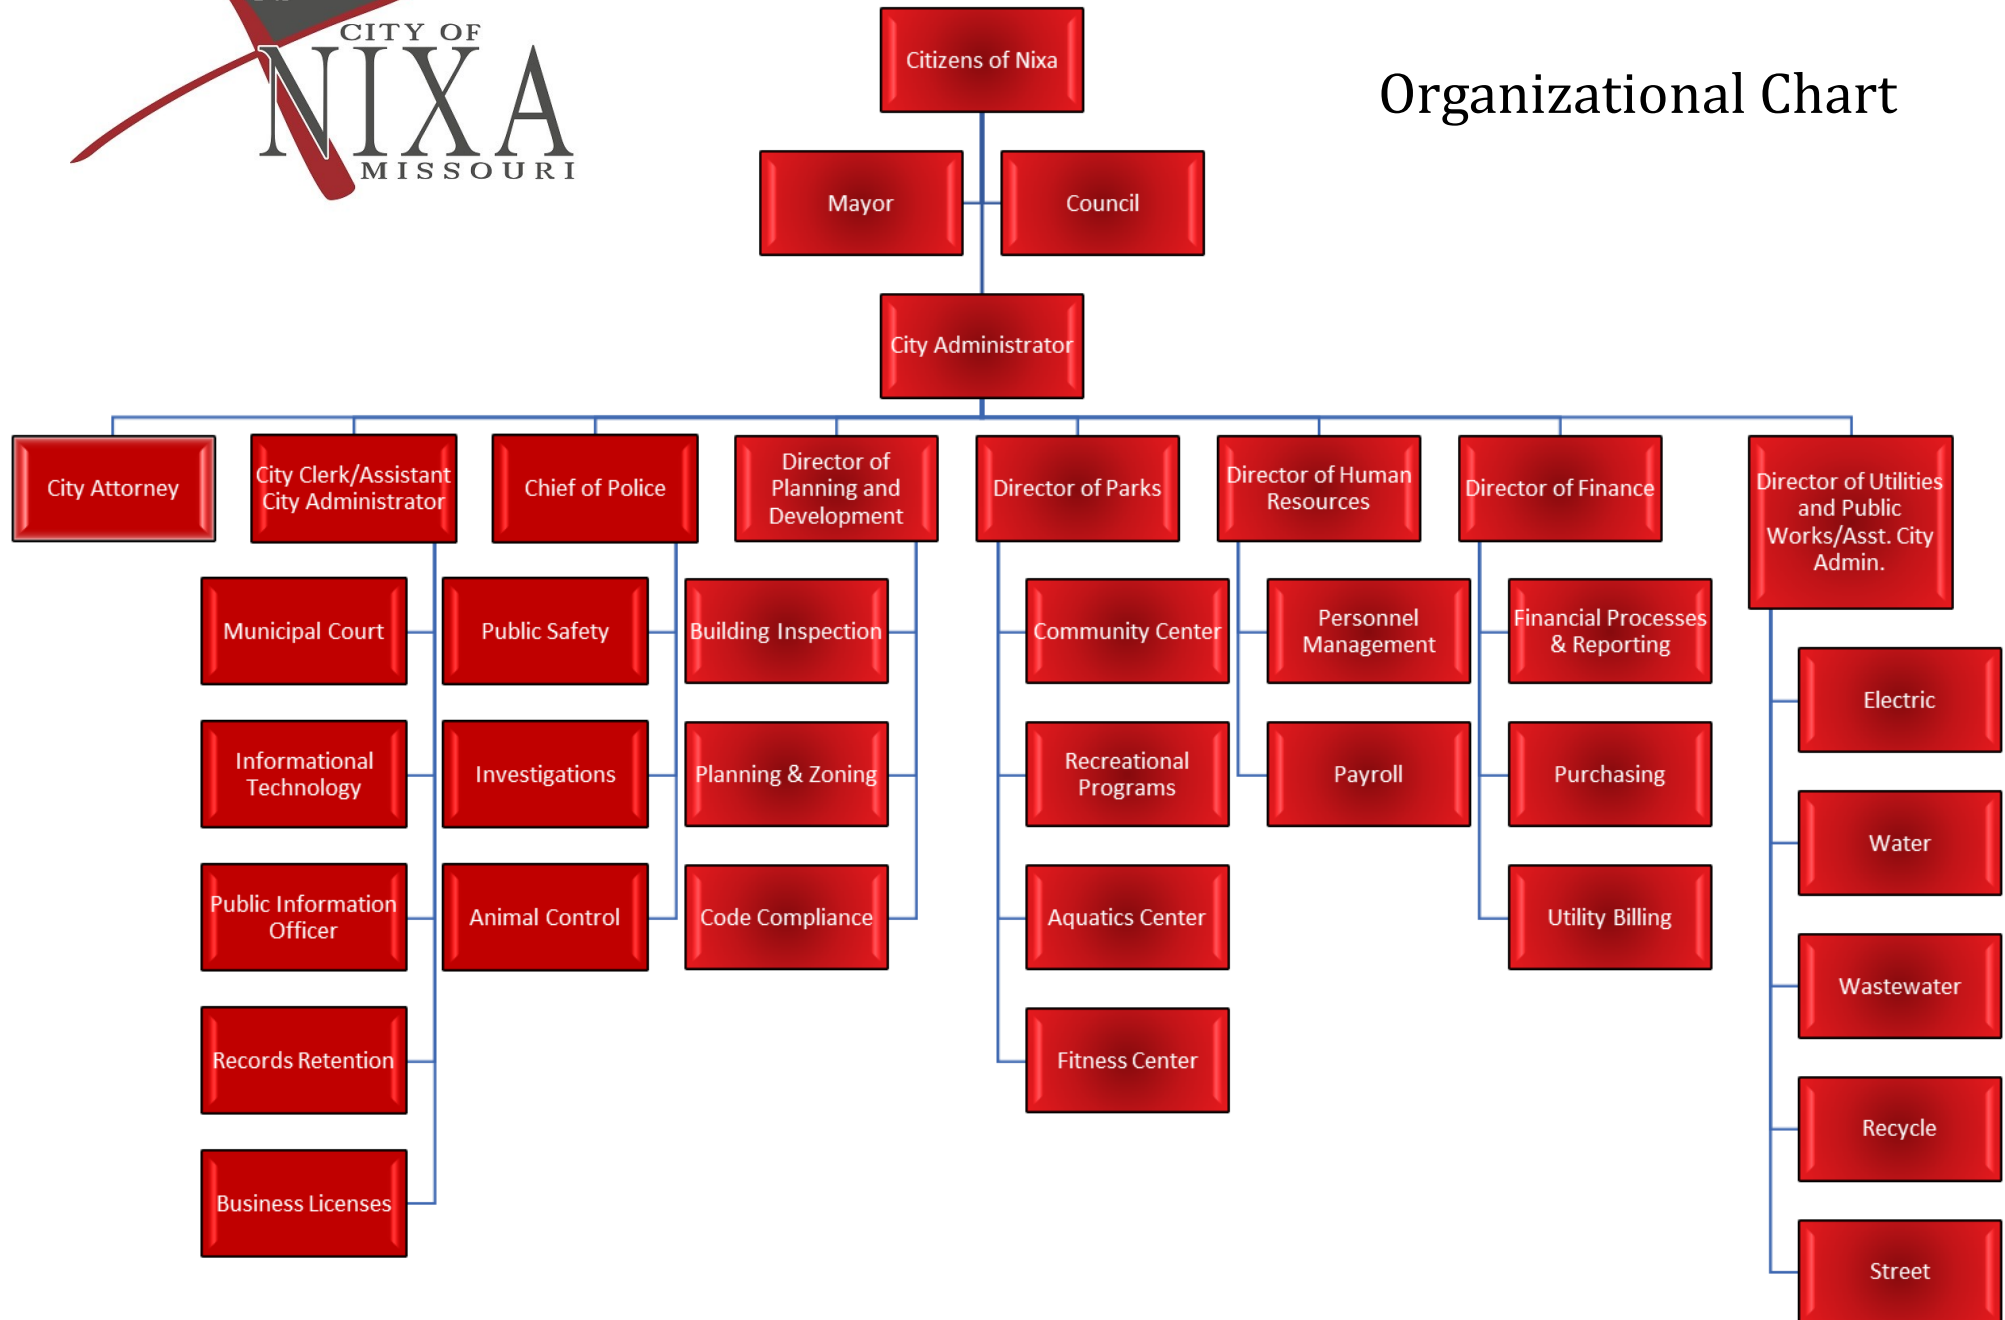 CITY OF
NIXA
MISSOURI
Organizational Chart
Citizens of Nixa
Mayor
Council
City Administrator
City Attorney
City Clerk/Assistant
City Administrator
Chief of Police
Director of
Planning and
Development
Director of Parks
Director of Human
Resources
Director of Finance
Director of Utilities
and Public
Works/Asst. City
Admin.
Municipal Court
Informational
Technology
Public Information
Officer
Records Retention
Business Licenses
Public Safety
Investigations
Animal Control
Building Inspection
Planning & Zoning
Code Compliance
Community Center
Recreational
Programs
Aquatics Center
Fitness Center
Personnel
Management
Payroll
Financial Processes
& Reporting
Purchasing
Utility Billing
Electric
Water
Wastewater
Recycle
Street